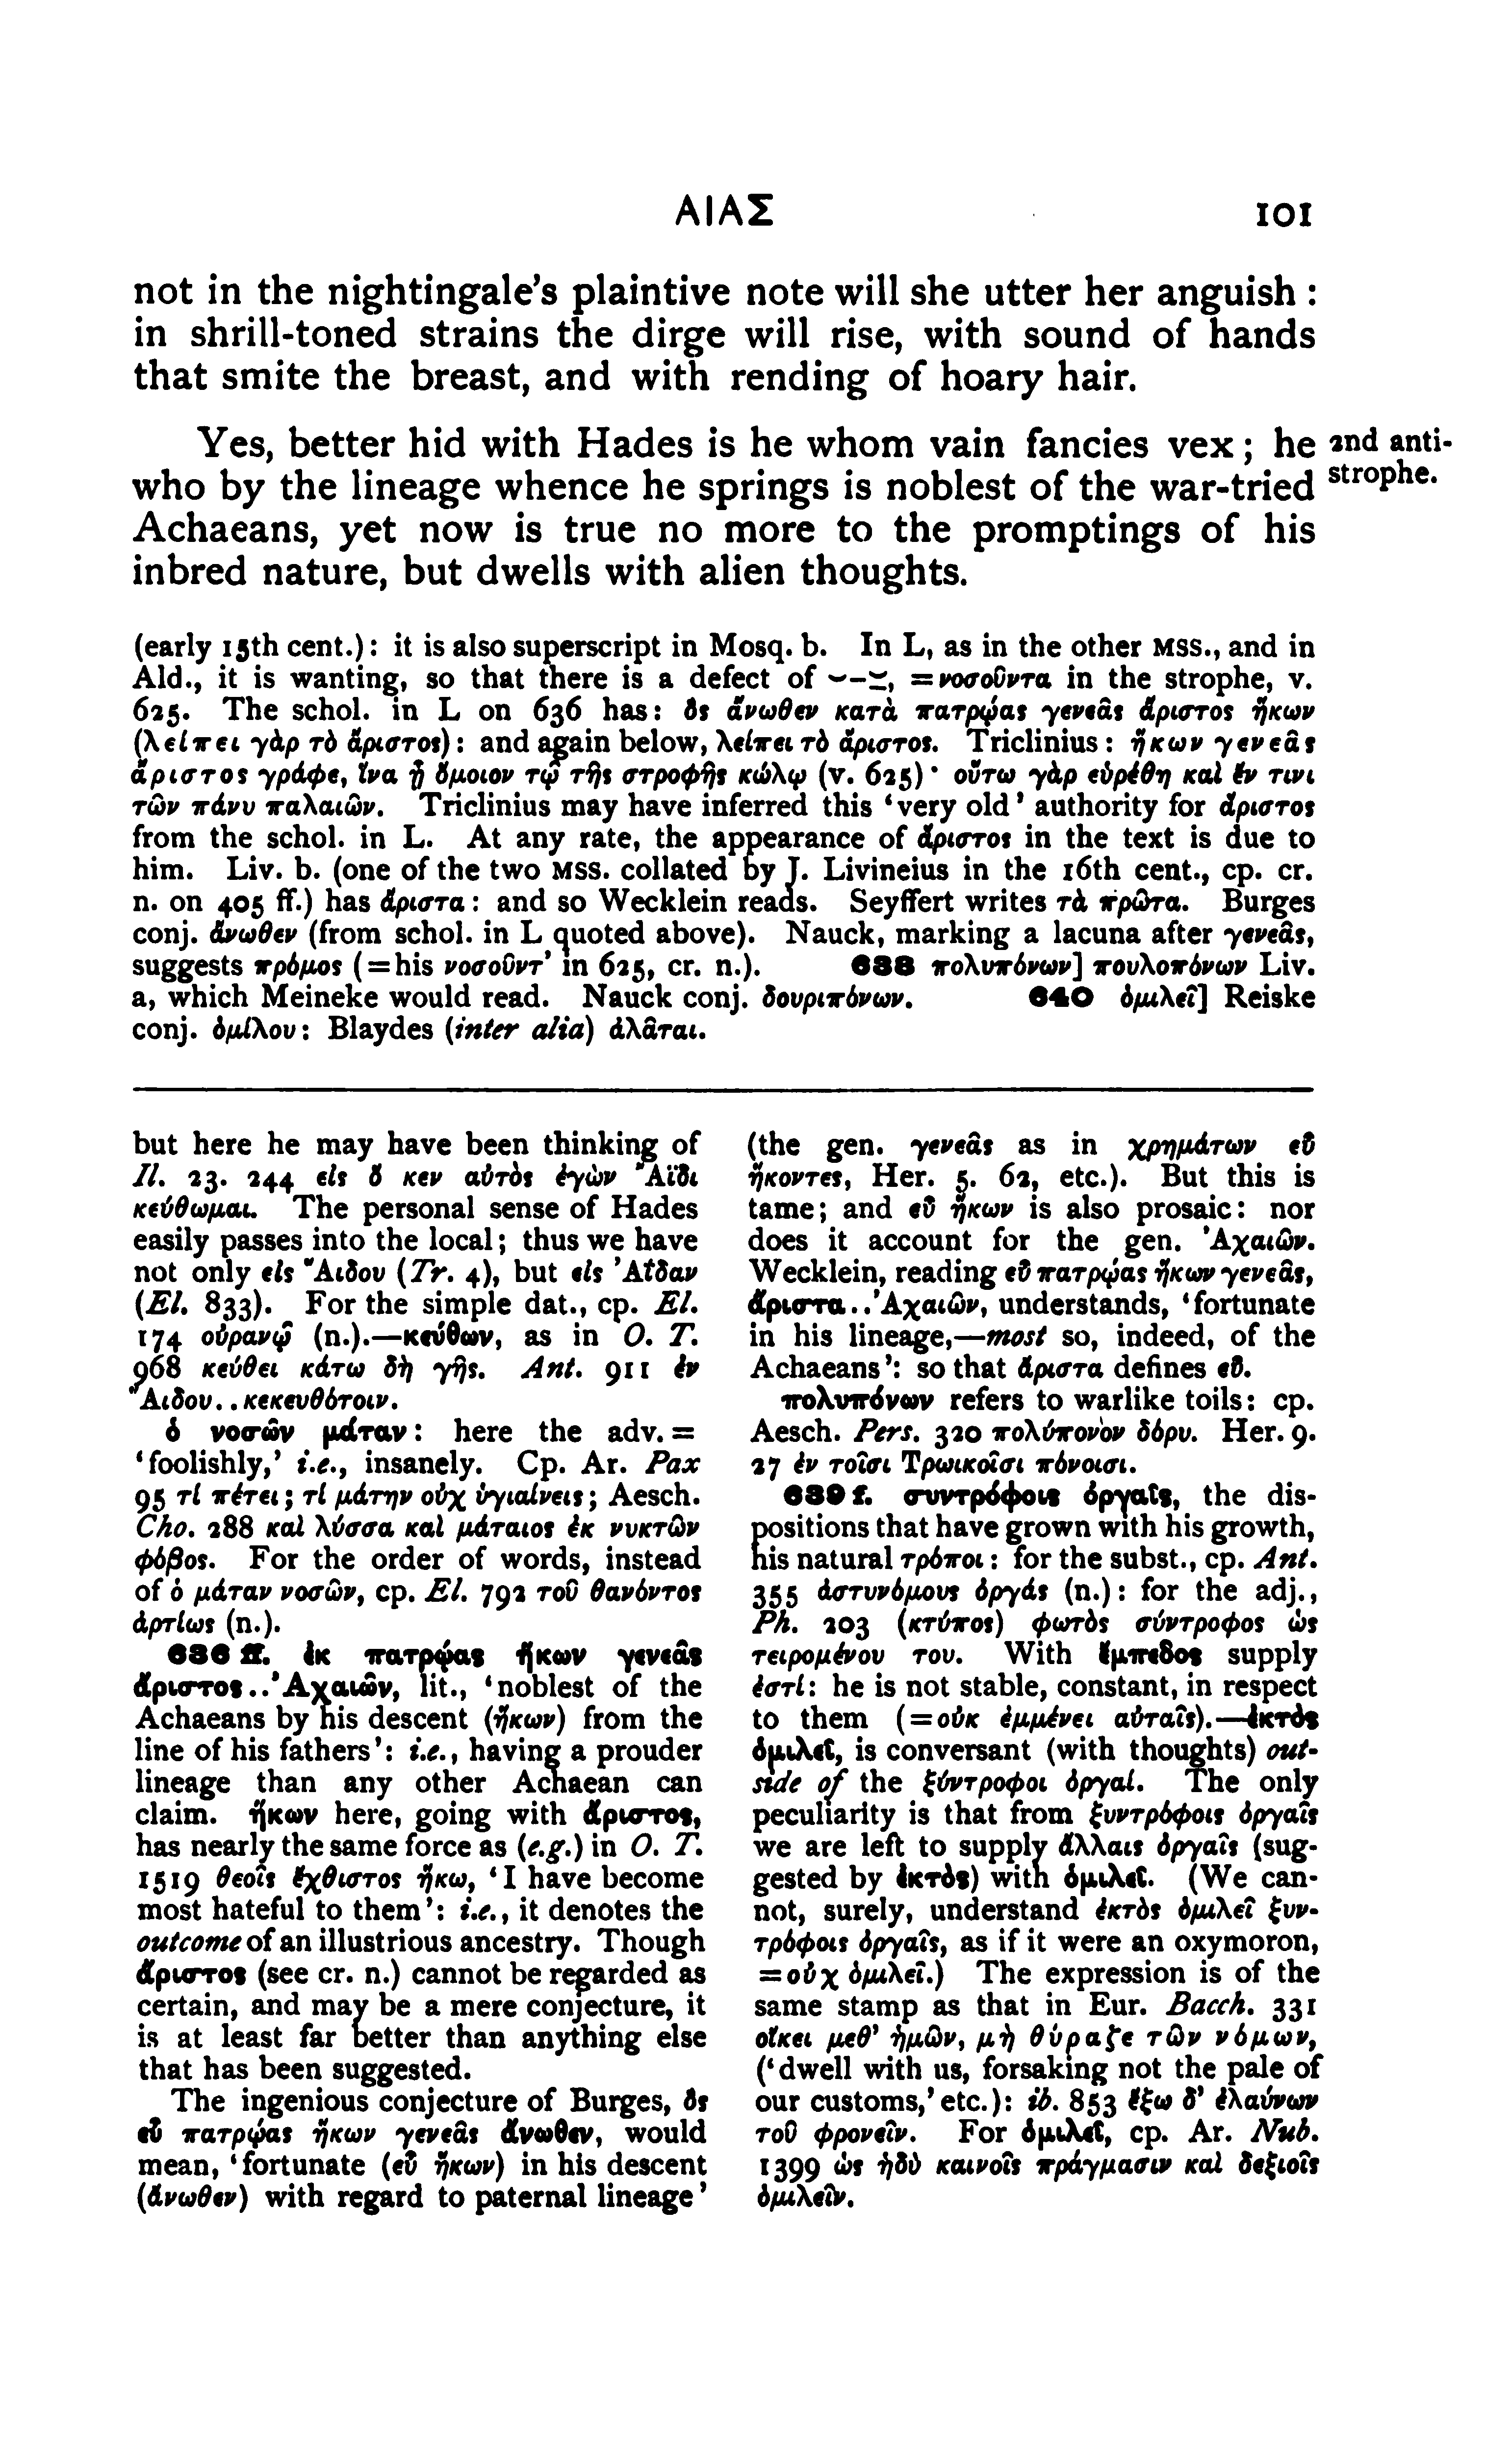 ΑΙΑΣ 101
not in the nightingale's plaintive note will she utter her anguish :
in shrill-toned strains the dirge will rise, with sound of hands
that smite the breast, and with rending of hoary hair.
Yes, better hid with Hades is he whom vain fancies vex ; he
2nd anti-
who by the lineage whence he springs is noblest of the war-tried
strophe.
Achaeans, yet now is true no more to the promptings of his
inbred nature, but dwells with alien thoughts.
(early 15th cent.) : it is also superscript in Mosq. b. In L, as in the other MSS., and in
Ald., it is wanting, so that there is a defect of ⏑–⏓, =νοσοῦντα in the strophe, v.
625. The schol. in L on 636 has: ὃς ἄνωθεν κατὰ πατρῴας γενεᾶς ἄριστος ἥκων
(λείπει γὰρ τὸ ἄριστος) : and again below, λείπει τὸ ἄριστος. Triclinius : ἥκων γενεᾶς
ἄριστος γράφε, ἵνα ᾖ ὅμοιον τῷ τῆς στροφῆς κώλῳ (v. 625)· οὕτω γὰρ εὑρέθη καὶ ἔν τινι
τῶν πάνυ παλαιῶν. Triclinius may have inferred this ‘very old’ authority for ἄριστος
from the schol. in L. At any rate, the appearance of ἄριστος in the text is due to
him. Liv. b. (one of the two MSS. collated by J. Livineius in the 16th cent., cp. cr.
n. on 405 ff.) has ἄριστα : and so Wecklein reads. Seyffert writes τὰ πρῶτα. Burges
conj. ἄνωθεν (from schol. in L quoted above). Nauck, marking a lacuna after γενεᾶς,
suggests πρόμος (=his νοσοῦντ’ in 625, cr. n.). 638 πολυπόνων] πουλοπόνων Liv.
a, which Meineke would read. Nauck conj. δουριπόνων. 640 ὁμιλεῖ] Reiske
conj. ὁμίλου : Blaydes (inter alia) ἀλᾶται.
but here he may have been thinking of
Il. 23. 244 εἰς ὅ κεν αὐτὸς ἐγὼν Ἄϊδι
κεύθωμαι. The personal sense of Hades
easily passes into the local; thus we have
not only εἰς Ἅιδου (Tr. 4), but εἰς Ἀΐδαν
(El. 833). For the simple dat., cp. El.
174 οὐρανῷ (n.).—κεύθων, as in O. T.
968 κεύθει κάτω δὴ γῆς. Ant. 911 ἐν
Ἅιδου..κεκευθότοιν.
ὁ νοσῶν μάταν : here the adv. =
‘foolishly,’ i.e., insanely. Cp. Ar. Pax
95 τί πέτει ; τί μάτην οὐχ ὑγιαίνεις ; Aesch.
Cho. 288 καὶ λύσσα καὶ μάταιος ἐκ νυκτῶν
φόβος. For the order of words, instead
of ὁ μάταν νοσῶν, cp. El. 792 τοῦ θανόντος
ἀρτίως (n.).
636 ff. ἐκ πατρῴας ἥκων γενεᾶς
ἄριστος..Ἀχαιῶν, lit., ‘noblest of the
Achaeans by his descent (ἥκων) from the
line of his fathers’: i.e., having a prouder
lineage than any other Achaean can
claim. ἥκων here, going with ἄριστος,
has nearly the same force as (e.g.) in O. T.
1519 θεοῖς ἔχθιστος ἥκω, ‘I have become
most hateful to them’: i.e., it denotes the
outcome of an illustrious ancestry. Though
ἄριστος (see cr. n.) cannot be regarded as
certain, and may be a mere conjecture, it
is at least far better than anything else
that has been suggested.
The ingenious conjecture of Burges, ὃς
εὖ πατρῴας ἥκων γενεᾶς ἄνωθεν, would
mean, ‘fortunate (εὖ ἥκων) in his descent
(ἄνωθεν) with regard to paternal lineage’
(the gen. γενεᾶς as in χρημάτων εὖ
ἥκοντες, Her. 5. 62, etc.). But this is
tame; and εὖ ἥκων is also prosaic: nor
does it account for the gen. Ἀχαιῶν.
Wecklein, reading εὖ πατρῴας ἥκων γενεᾶς,
ἄριστα..Ἀχαιῶν, understands, ‘fortunate
in his lineage,—most so, indeed, of the
Achaeans’: so that ἄριστα defines εὖ.
πολυπόνων refers to warlike toils: cp.
Aesch. Pers. 320 πολύπονον δόρυ. Her. 9.
27 ἐν τοῖσι Τρωικοῖσι πόνοισι.
639 f. συντρόφοις ὀργαῖς, the dis-
positions that have grown with his growth,
his natural τρόποι : for the subst., cp. Ant.
355 ἀστυνόμους ὀργάς (n.): for the adj.,
Ph. 203 (κτύπος) φωτὸς σύντροφος ὡς
τειρομένου του. With ἔμπεδος supply
ἐστί: he is not stable, constant, in respect
to them (=οὐκ ἐμμένει αὐταῖς).—ἐκτὸς
ὁμιλεῖ, is conversant (with thoughts) out-
side of the ξύντροφοι ὀργαί. The only
peculiarity is that from ξυντρόφοις ὀργαῖς
we are left to supply ἄλλαις ὀργαῖς (sug-
gested by ἐκτὸς) with ὁμιλεῖ. (We can-
not, surely, understand ἐκτὸς ὁμιλεῖ ξυν-
τρόφοις ὀργαῖς, as if it were an oxymoron,
=οὐχ ὁμιλεῖ.) The expression is of the
same stamp as that in Eur. Bacch. 331
οἴκει μεθ’ ἡμῶν, μὴ θύραζε τῶν νόμων,
(‘dwell with us, forsaking not the pale of
our customs,’ etc.): ib. 853 ἔξω δ’ ἐλαύνων
τοῦ φρονεῖν. For ὁμιλεῖ, cp. Ar. Nub.
1399 ὡς ἡδὺ καινοῖς πράγμασιν καὶ δεξιοῖς
ὁμιλεῖν.